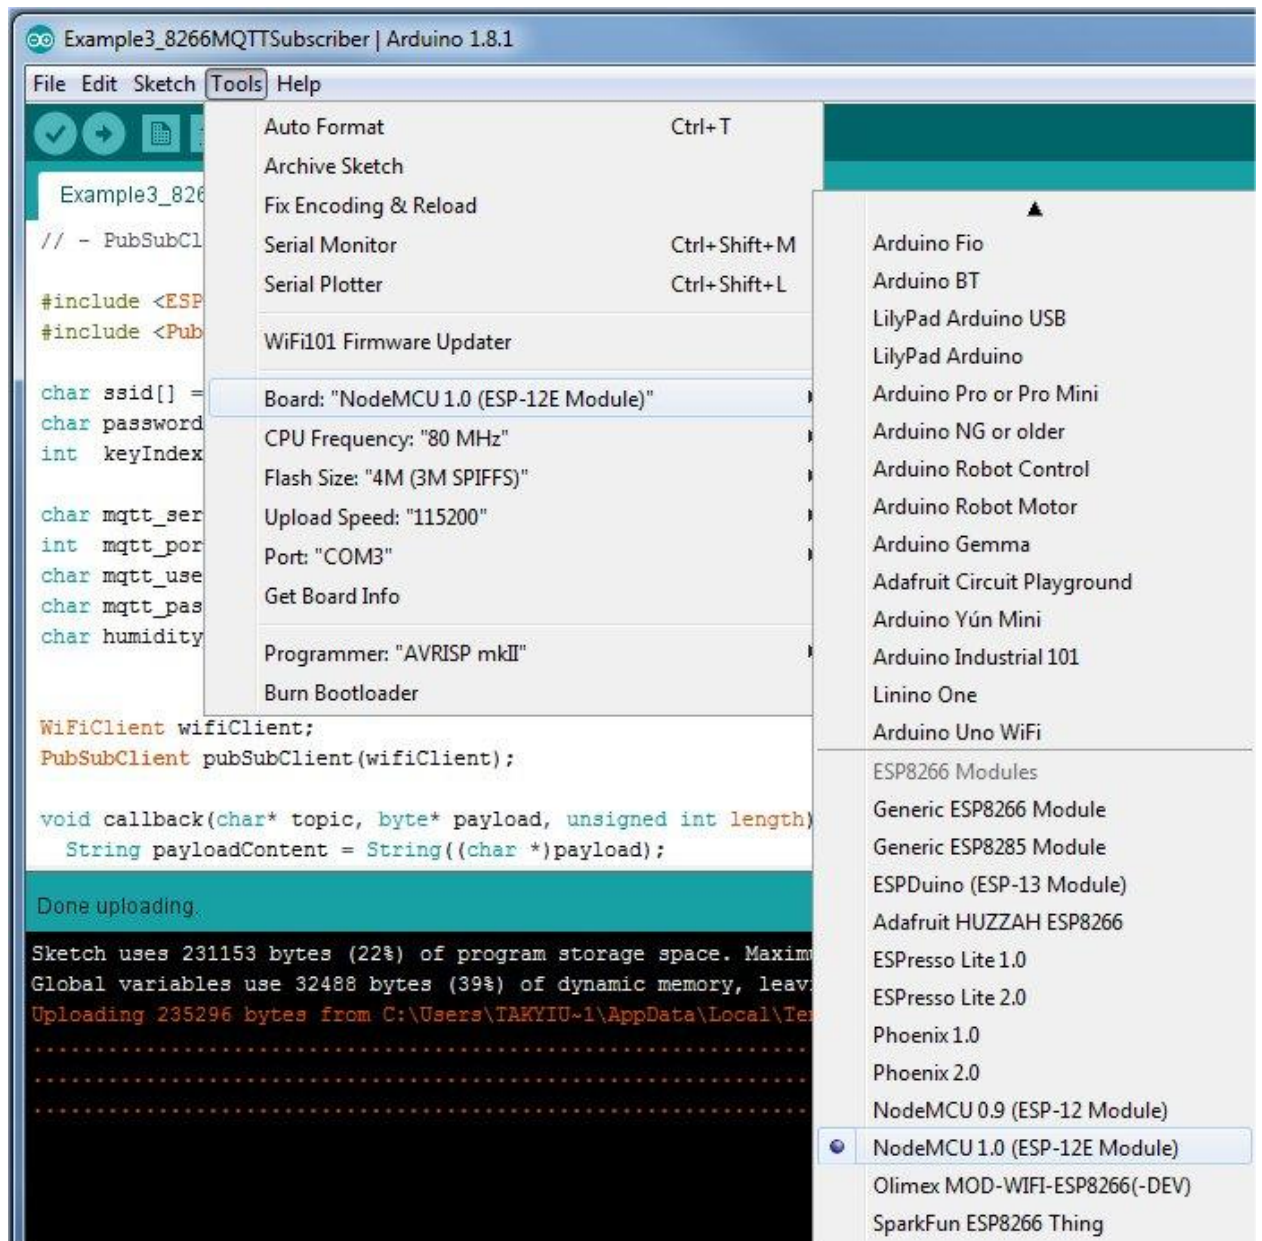 Example3_8266MQTTSubscriber | Arduino 1.8.1
File Edit Sketch Tools Help
Auto Format Ctrl+T
Archive Sketch
Fix Encoding & Reload
Serial Monitor Ctrl+Shift+M
Serial Plotter Ctrl+Shift+L
WiFi101 Firmware Updater
Board: "NodeMCU 1.0 (ESP-12E Module)"
CPU Frequency: "80 MHz"
Flash Size: "4M (3M SPIFFS)"
Upload Speed: "115200"
Port: "COM3"
Get Board Info
Programmer: "AVRISP mkII"
Burn Bootloader
Arduino Fio
Arduino BT
LilyPad Arduino USB
LilyPad Arduino
Arduino Pro or Pro Mini
Arduino NG or older
Arduino Robot Control
Arduino Robot Motor
Arduino Gemma
Adafruit Circuit Playground
Arduino Yún Mini
Arduino Industrial 101
Linino One
Arduino Uno WiFi
ESP8266 Modules
Generic ESP8266 Module
Generic ESP8285 Module
ESPDuino (ESP-13 Module)
Adafruit HUZZAH ESP8266
ESPresso Lite 1.0
ESPresso Lite 2.0
Phoenix 1.0
Phoenix 2.0
NodeMCU 0.9 (ESP-12 Module)
NodeMCU 1.0 (ESP-12E Module)
Olimex MOD-WIFI-ESP8266(-DEV)
SparkFun ESP8266 Thing
Example3_826
// - PubSubCl
#include <ESP
#include <Pub
char ssid[] =
char password
int keyIndex
char mqtt_ser
int mqtt_por
char mqtt_use
char mqtt_pas
char humidity
WiFiClient wifiClient;
PubSubClient pubSubClient(wifiClient);
void callback(char* topic, byte* payload, unsigned int length)
String payloadContent = String((char *)payload);
Done uploading.
Sketch uses 231153 bytes (22%) of program storage space. Maxim
Global variables use 32488 bytes (39%) of dynamic memory, leav
Uploading 235296 bytes from C:\Users\TAKYIU~1\AppData\Local\Te
................................................................
................................................................
................................................................